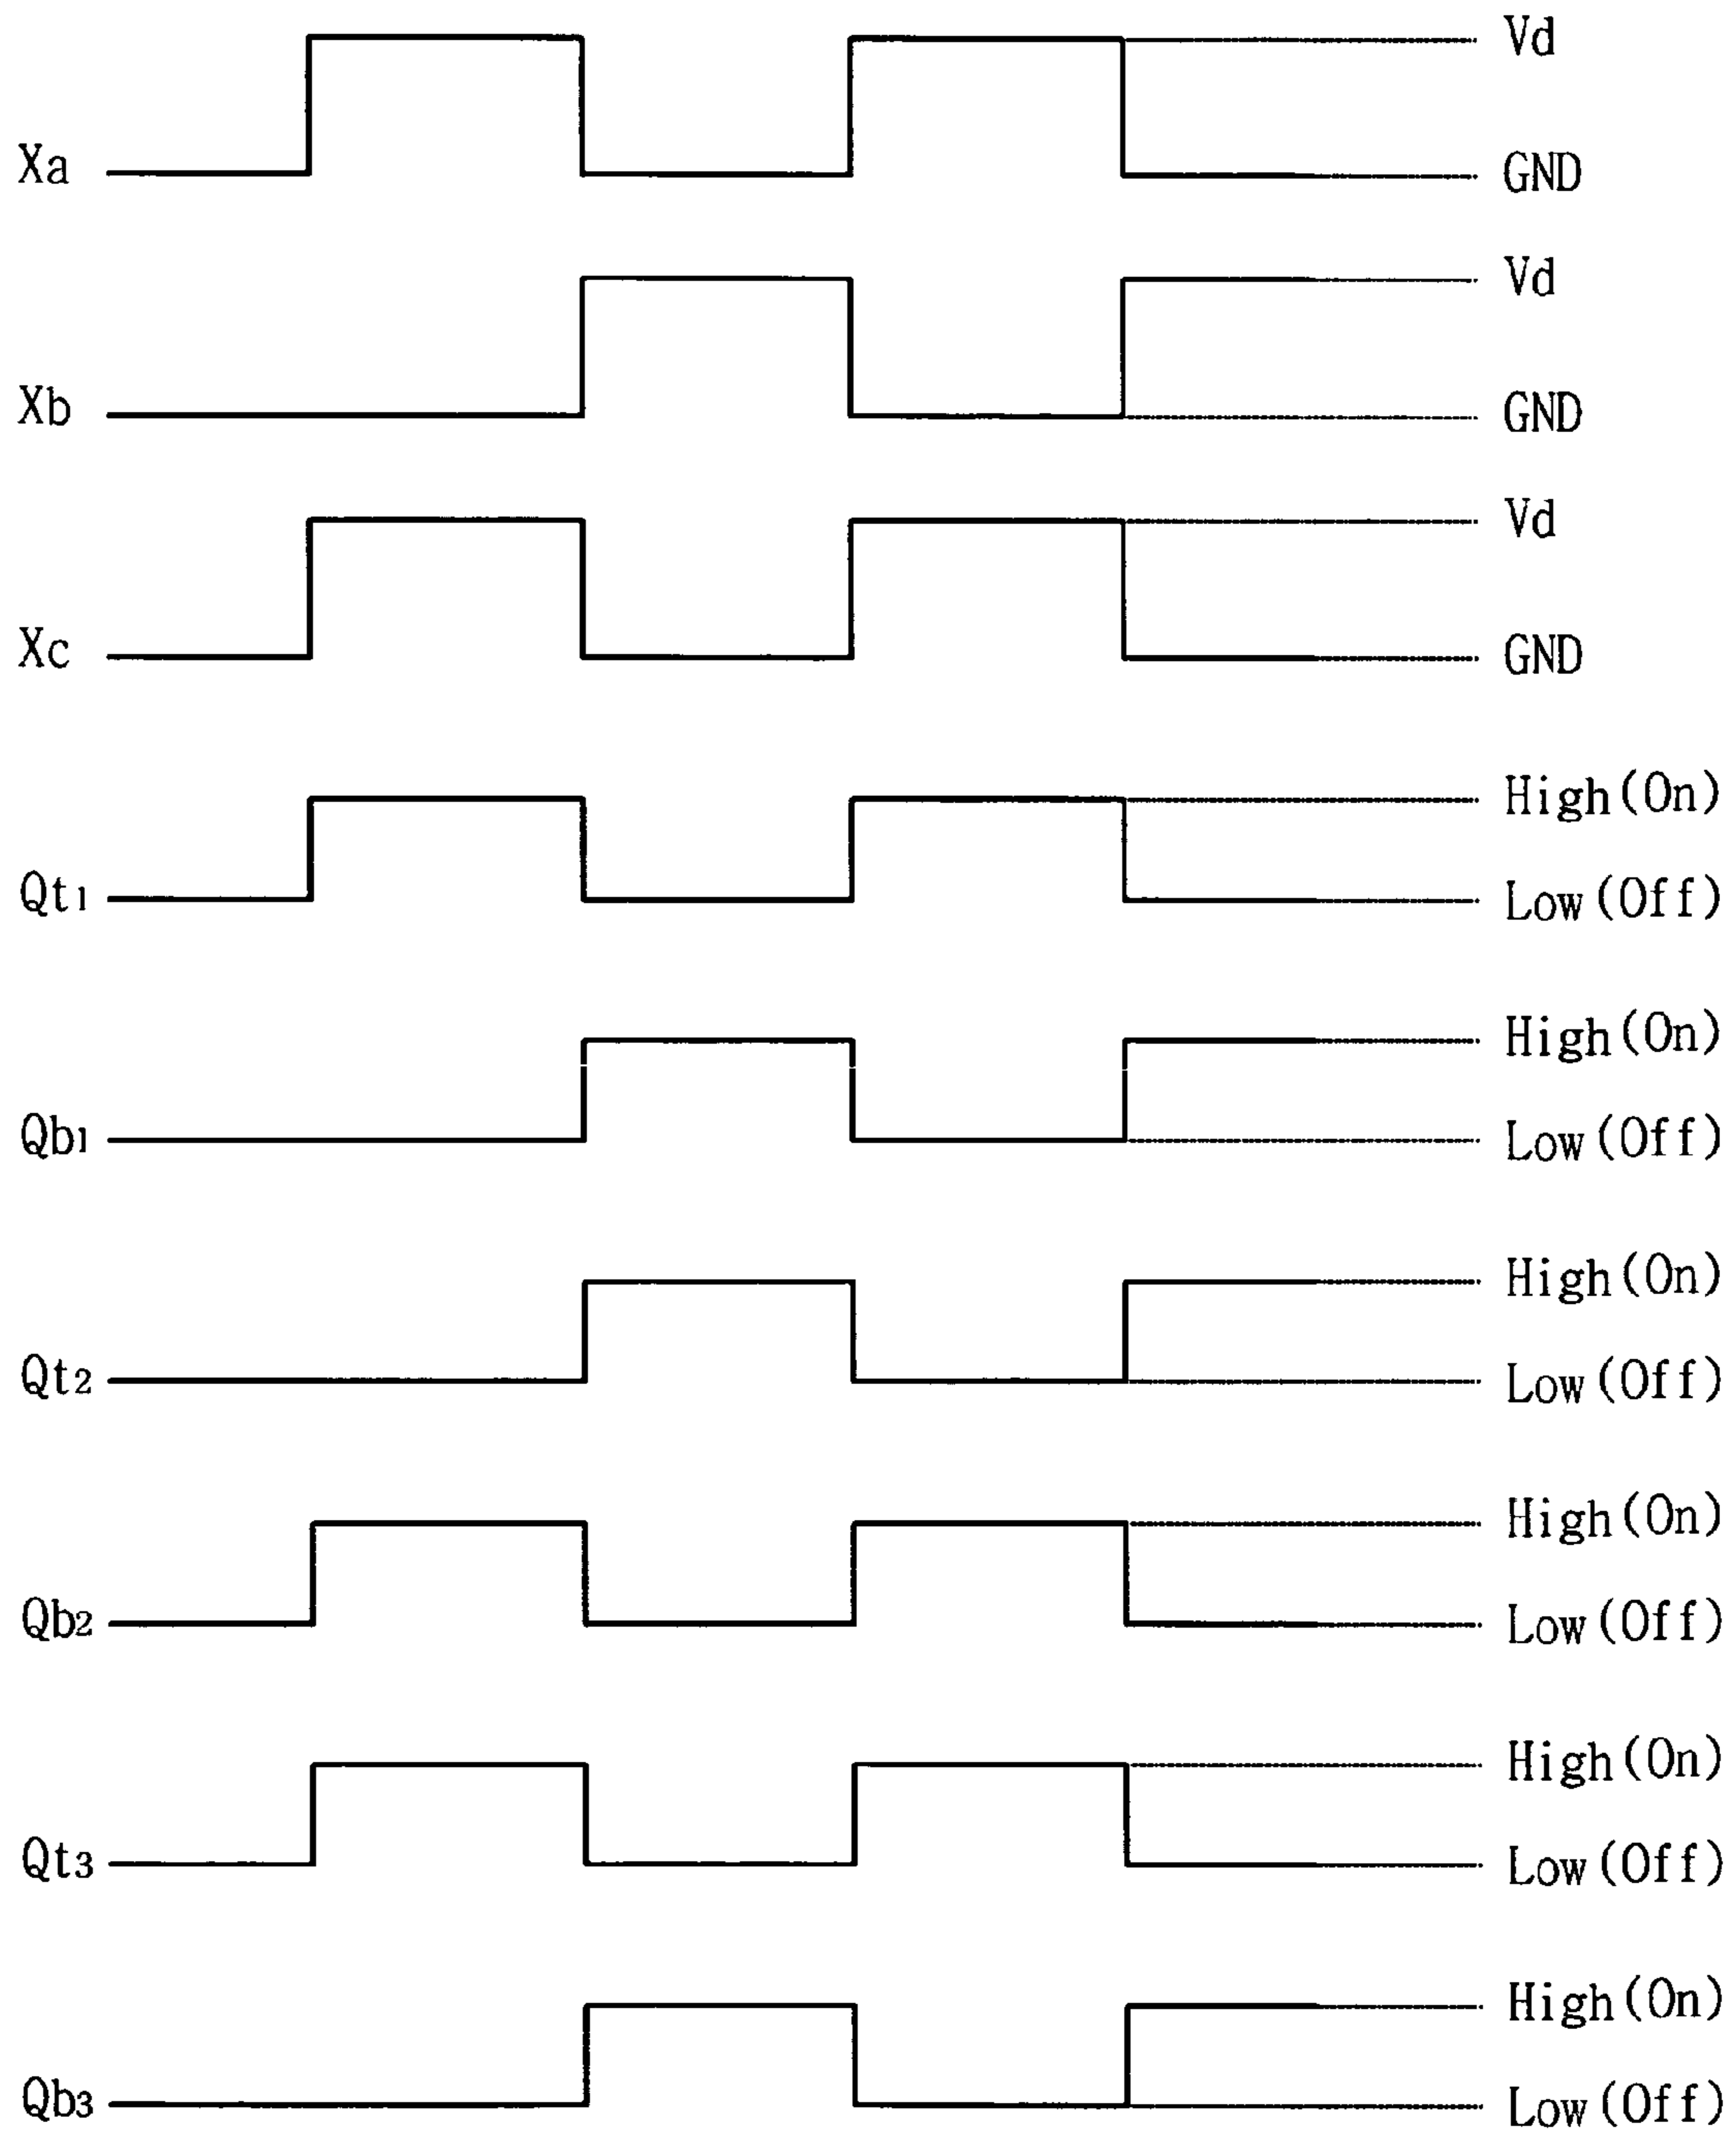 Vd
Xa GND
Vd
Xb GND
Vd
Xc GND
High(On)
Qt1 Low(Off)
High(On)
Qb1 Low(Off)
High(On)
Qt2 Low(Off)
High(On)
Qb2 Low(Off)
High(On)
Qt3 Low(Off)
High(On)
Qb3 Low(Off)